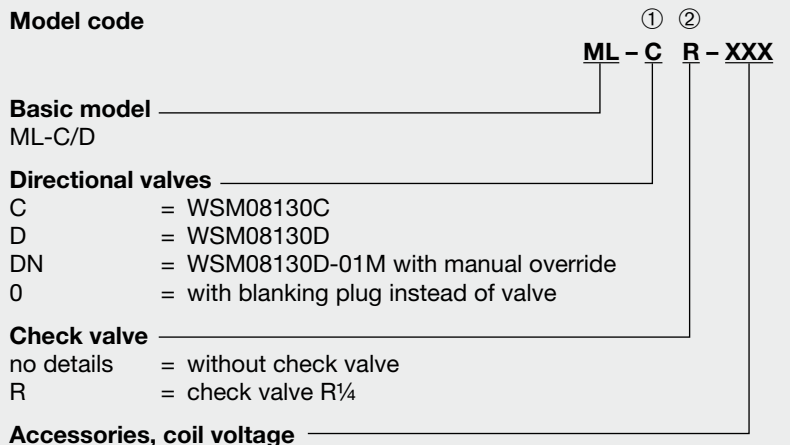 Model code ① ②
ML – C R – XXX
Basic model
ML-C/D
Directional valves
C = WSM08130C
D = WSM08130D
DN = WSM08130D-01M with manual override
0 = with blanking plug instead of valve
Check valve
no details = without check valve
R = check valve R¼
Accessories, coil voltage